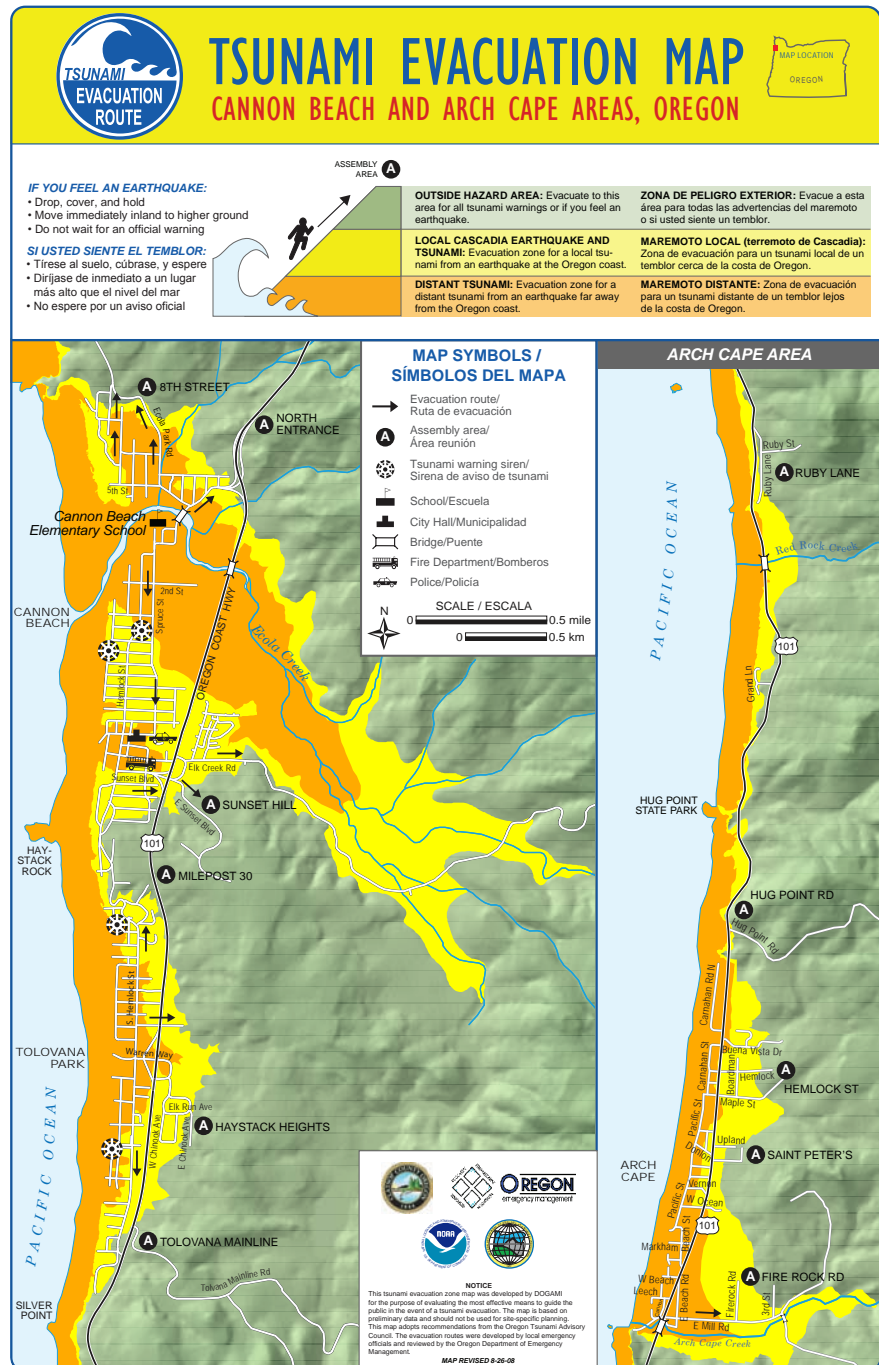 TSUNAMI
EVACUATION
ROUTE
TSUNAMI EVACUATION MAP
CANNON BEACH AND ARCH CAPE AREAS, OREGON
MAP LOCATION
OREGON
IF YOU FEEL AN EARTHQUAKE:
• Drop, cover, and hold
• Move immediately inland to higher ground
• Do not wait for an official warning
SI USTED SIENTE EL TEMBLOR:
• Tírese al suelo, cúbrase, y espere
• Diríjase de inmediato a un lugar
más alto que el nivel del mar
• No espere por un aviso oficial
ASSEMBLY
AREA
A
OUTSIDE HAZARD AREA: Evacuate to this
area for all tsunami warnings or if you feel an
earthquake.
ZONA DE PELIGRO EXTERIOR: Evacue a esta
área para todas las advertencias del maremoto
o si usted siente un temblor.
LOCAL CASCADIA EARTHQUAKE AND
TSUNAMI: Evacuation zone for a local tsu-
nami from an earthquake at the Oregon coast.
MAREMOTO LOCAL (terremoto de Cascadia):
Zona de evacuación para un tsunami local de un
temblor cerca de la costa de Oregon.
DISTANT TSUNAMI: Evacuation zone for a
distant tsunami from an earthquake far away
from the Oregon coast.
MAREMOTO DISTANTE: Zona de evacuación
para un tsunami distante de un temblor lejos
de la costa de Oregon.
A 8TH STREET
A NORTH
ENTRANCE
Ecola Park Rd
5th St
Cannon Beach
Elementary School
2nd St
Spruce St
CANNON
BEACH
Hemlock St
OREGON COAST HWY
Ecola Creek
Elk Creek Rd
Sunset Blvd
A SUNSET HILL
E Sunset Blvd
101
HAY-
STACK
ROCK
A MILEPOST 30
S. Hemlock St
TOLOVANA
PARK
Warren Way
Elk Run Ave
W Chinook Ave
E Chinook Ave
A HAYSTACK HEIGHTS
PACIFIC OCEAN
A TOLOVANA MAINLINE
Tolvana Mainline Rd
SILVER
POINT
MAP SYMBOLS /
SÍMBOLOS DEL MAPA
Evacuation route/
Ruta de evacuación
A
Assembly area/
Área reunión
Tsunami warning siren/
Sirena de aviso de tsunami
School/Escuela
City Hall/Municipalidad
Bridge/Puente
Fire Department/Bomberos
Police/Policía
N
SCALE / ESCALA
0 0.5 mile
0 0.5 km
ARCH CAPE AREA
PACIFIC OCEAN
Ruby St
Ruby Lane
A RUBY LANE
Red Rock Creek
101
Grand Ln
HUG POINT
STATE PARK
HUG POINT RD
A
Hug Point Rd
Carnahan Rd N
Carnahan St
Buena Vista Dr
Boardman
Hemlock
A
HEMLOCK ST
Maple St
Pacific St
Upland
Donlon
A SAINT PETER'S
ARCH
CAPE
Vernon
W Ocean
Pacific St
101
Beach St
Markham
W Beach
Leech
E Beach Rd
Firerock Rd
3rd St
A FIRE ROCK RD
E Mill Rd
Arch Cape Creek
OREGON
emergency management
NOAA
NOTICE
This tsunami evacuation zone map was developed by DOGAMI
for the purpose of evaluating the most effective means to guide the
public in the event of a tsunami evacuation. The map is based on
preliminary data and should not be used for site-specific planning.
This map adopts recommendations from the Oregon Tsunami Advisory
Council. The evacuation routes were developed by local emergency
officials and reviewed by the Oregon Department of Emergency
Management.
MAP REVISED 8-26-08